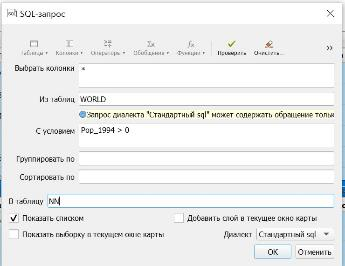 SQL-запрос
Таблицы Колонки Операторы Обобщения Функции Проверить Очистить...
Выбрать колонки *
Из таблиц WORLD
Запрос диалекта "Стандартный sql" может содержать обращение только
С условием Pop_1994 > 0
Группировать по
Сортировать по
В таблицу NN
Показать списком Добавить слой в текущее окно карты
Показать выборку в текущем окне карты Диалект Стандартный sql
OK Отменить